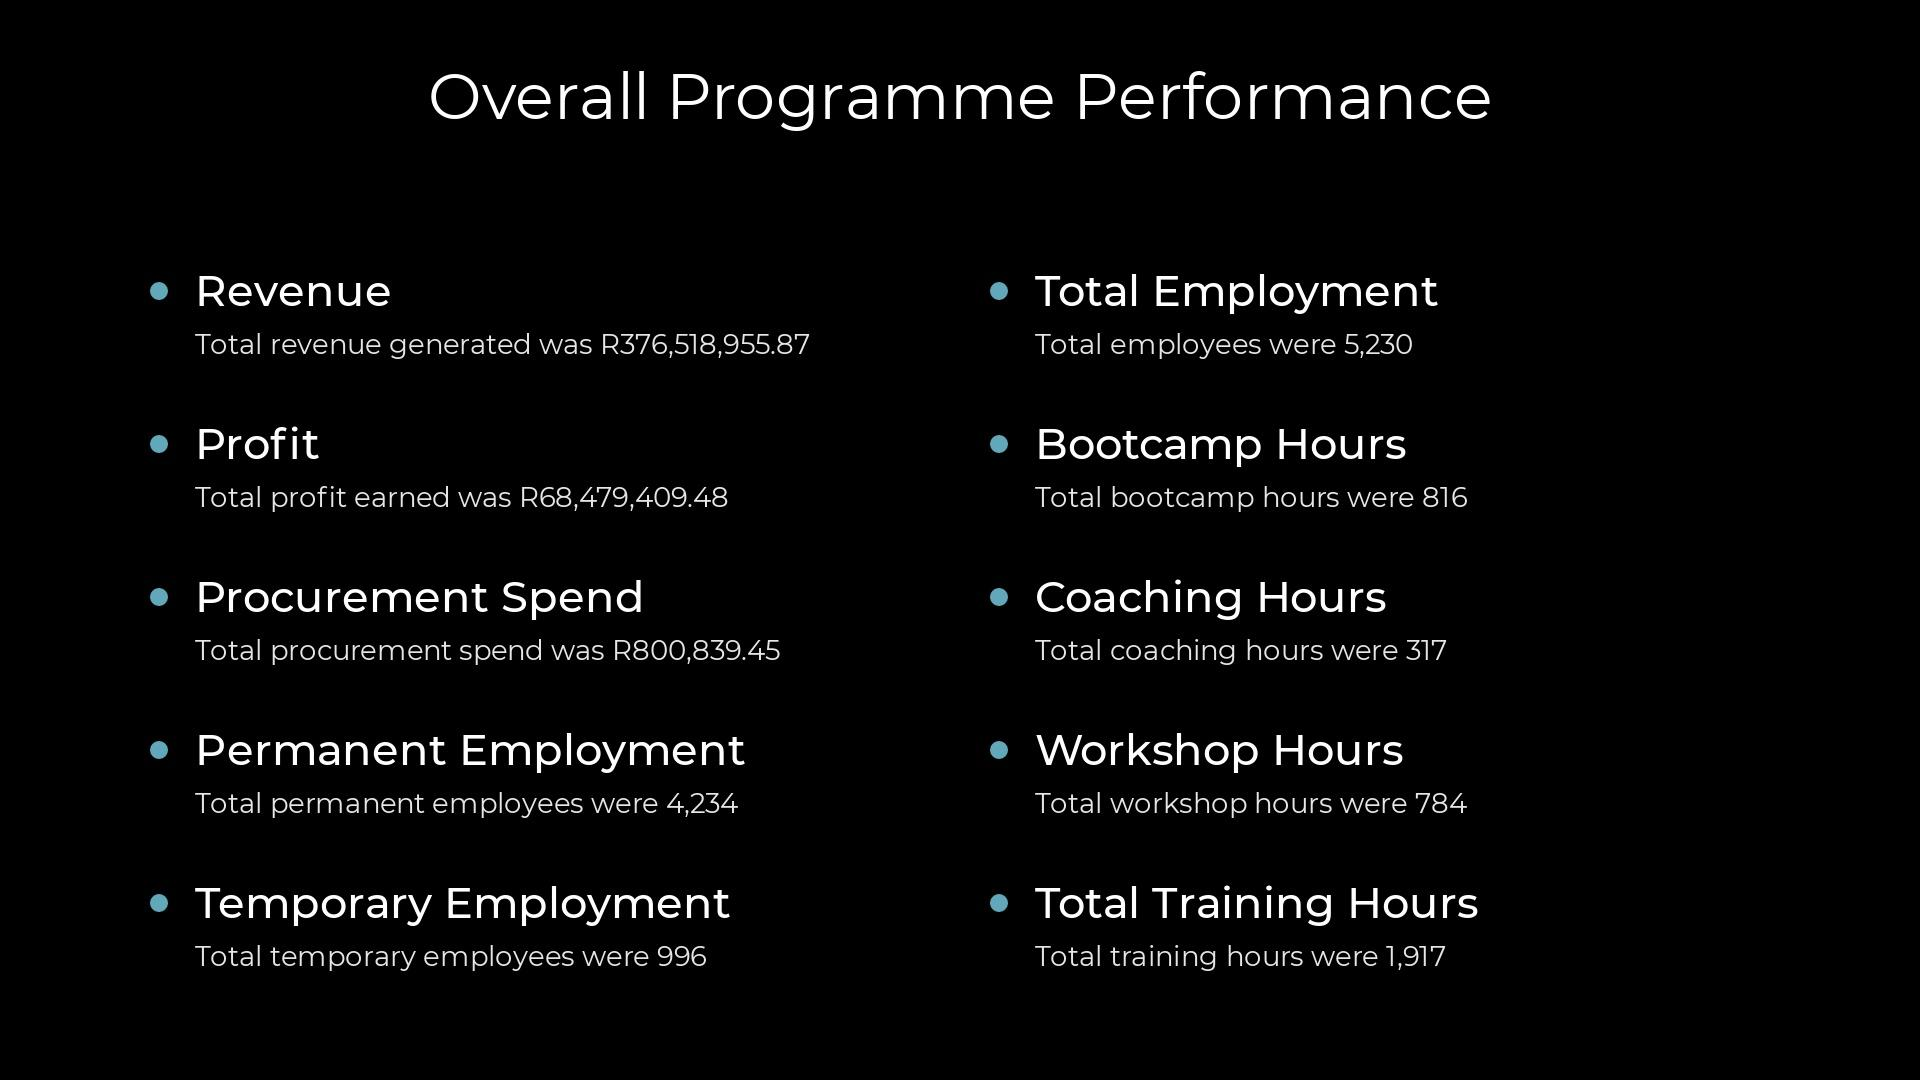 Overall Programme Performance
Revenue
Total revenue generated was R376,518,955.87
Profit
Total profit earned was R68,479,409.48
Procurement Spend
Total procurement spend was R800,839.45
Permanent Employment
Total permanent employees were 4,234
Temporary Employment
Total temporary employees were 996
Total Employment
Total employees were 5,230
Bootcamp Hours
Total bootcamp hours were 816
Coaching Hours
Total coaching hours were 317
Workshop Hours
Total workshop hours were 784
Total Training Hours
Total training hours were 1,917